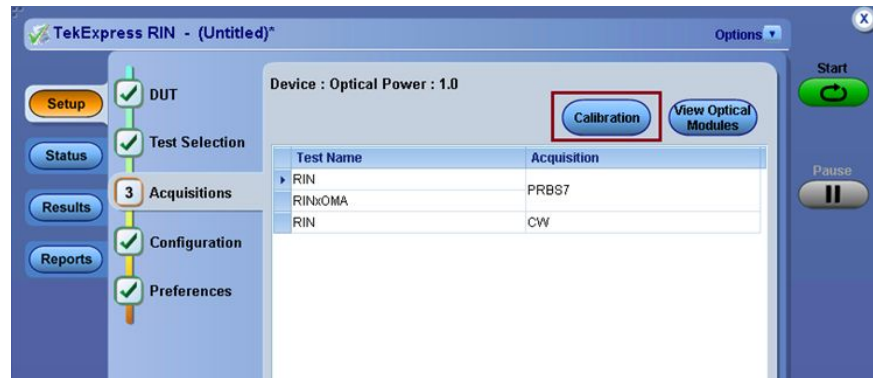 TekExpress RIN - (Untitled)*
Options
X
Start
Setup
Status
Results
Reports
DUT
Test Selection
3 Acquisitions
Configuration
Preferences
Device : Optical Power : 1.0
Calibration
View Optical
Modules
Test Name Acquisition
RIN
PRBS7
RINxOMA
RIN CW
Pause